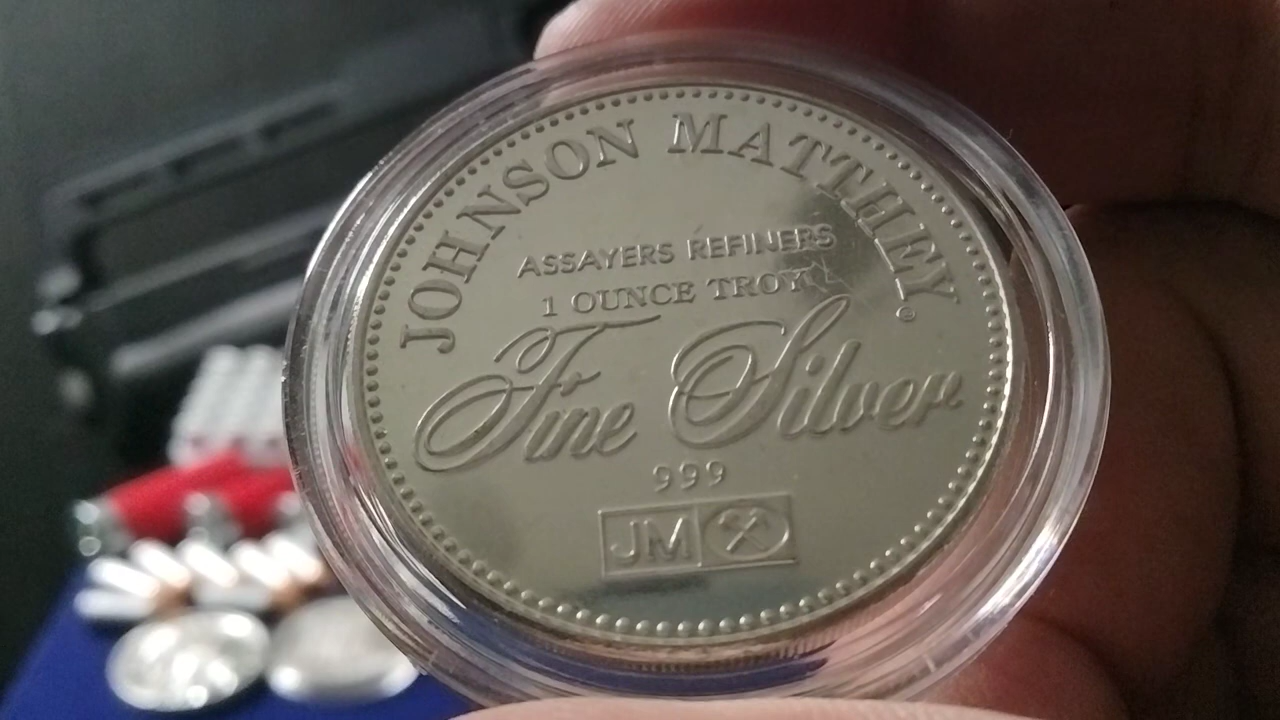 JOHNSON MATTHEY
ASSAYERS REFINERS
1 OUNCE TROY
Fine Silver
999
JM